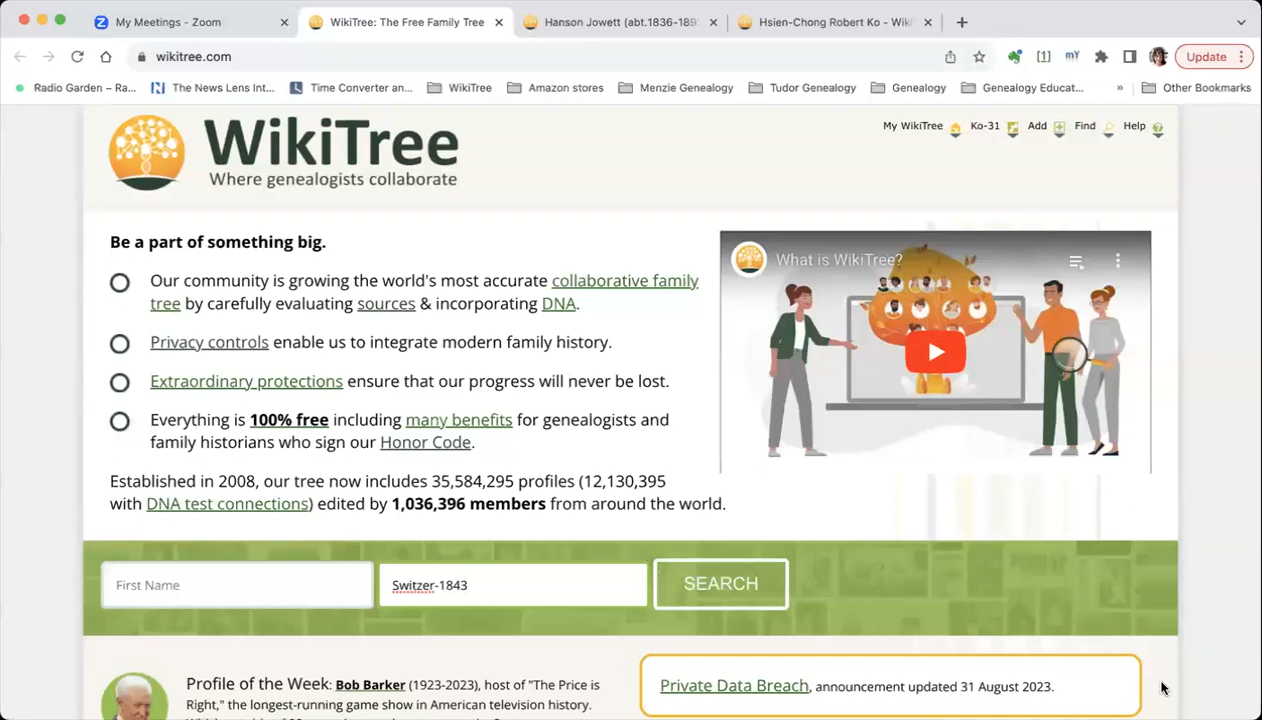 My Meetings - Zoom
WikiTree: The Free Family Tree
Hanson Jowett (abt.1836-189
Hsien-Chong Robert Ko - Wiki
wikitree.com
[1]
mY
Update
Radio Garden – Ra...
The News Lens Int...
Time Converter an...
WikiTree
Amazon stores
Menzie Genealogy
Tudor Genealogy
Genealogy
Genealogy Educat...
»
Other Bookmarks
WikiTree
Where genealogists collaborate
My WikiTree
Ko-31
Add
Find
Help
Be a part of something big.
Our community is growing the world's most accurate collaborative family
tree by carefully evaluating sources & incorporating DNA.
Privacy controls enable us to integrate modern family history.
Extraordinary protections ensure that our progress will never be lost.
Everything is 100% free including many benefits for genealogists and
family historians who sign our Honor Code.
Established in 2008, our tree now includes 35,584,295 profiles (12,130,395
with DNA test connections) edited by 1,036,396 members from around the world.
What is WikiTree?
First Name
Switzer-1843
SEARCH
Profile of the Week: Bob Barker (1923-2023), host of "The Price is
Right," the longest-running game show in American television history.
Private Data Breach, announcement updated 31 August 2023.